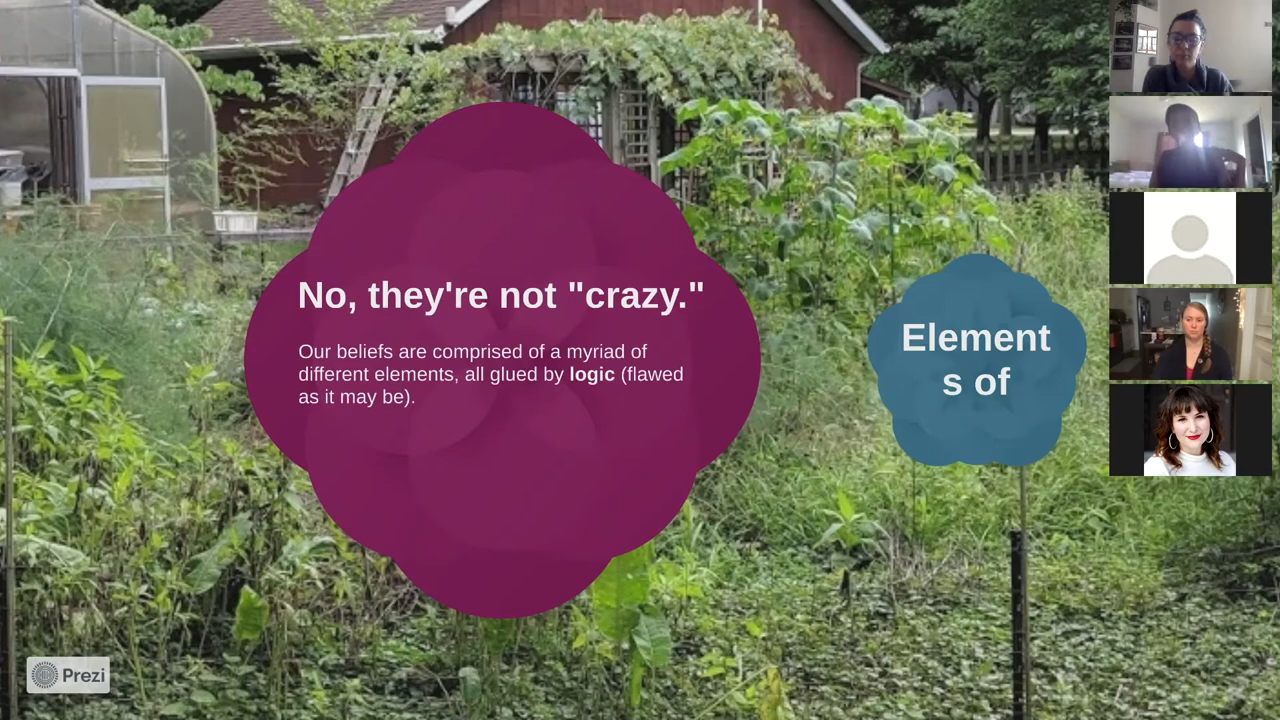 No, they're not "crazy."
Our beliefs are comprised of a myriad of
different elements, all glued by logic (flawed
as it may be).
Element
s of
Prezi